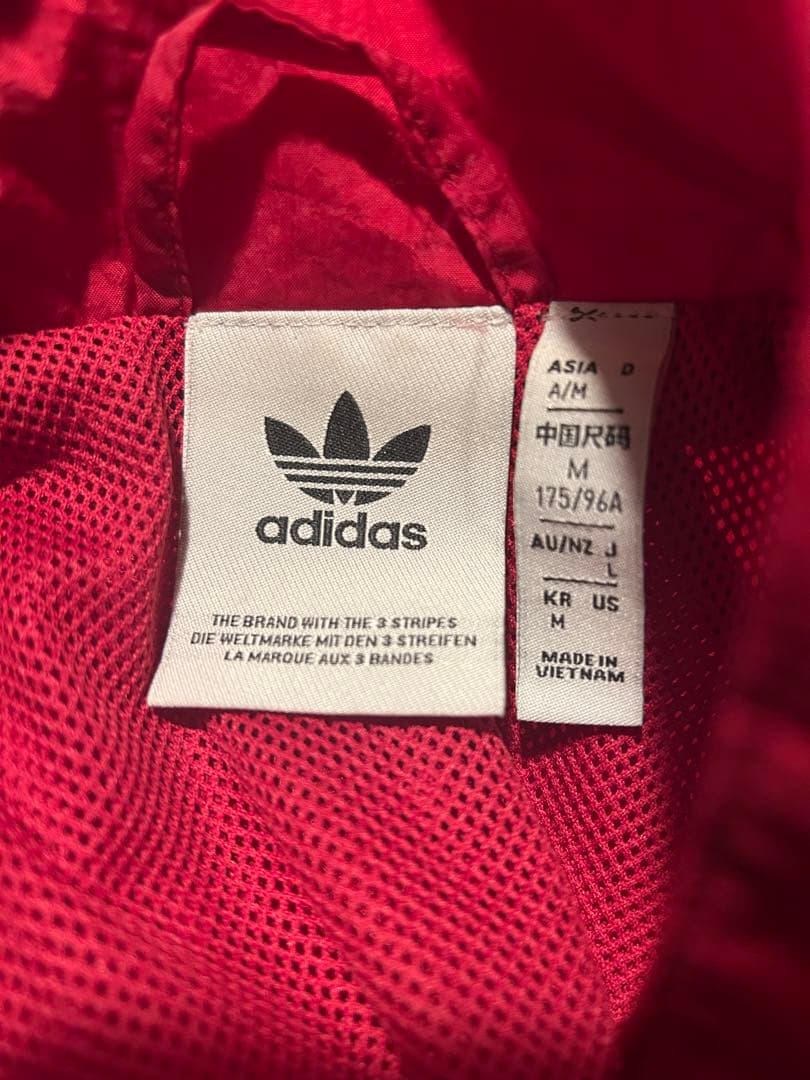 adidas
THE BRAND WITH THE 3 STRIPES
DIE WELTMARKE MIT DEN 3 STREIFEN
LA MARQUE AUX 3 BANDES
ASIA D
A/M
中国尺码
M
175/96A
AU/NZ J
L
KR US
M
MADE IN
VIETNAM